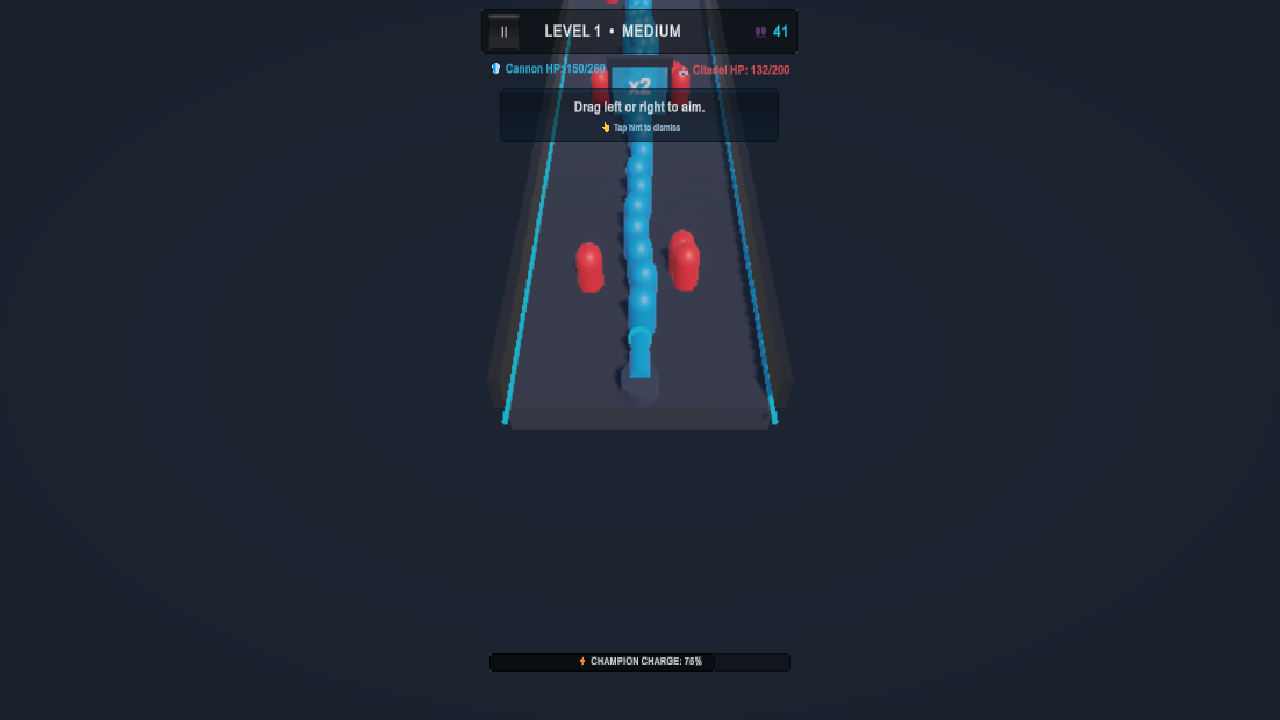 LEVEL 1 • MEDIUM
41
Cannon HP: 150/260
Citadel HP: 132/200
x2
Drag left or right to aim.
Tap hint to dismiss
CHAMPION CHARGE: 76%